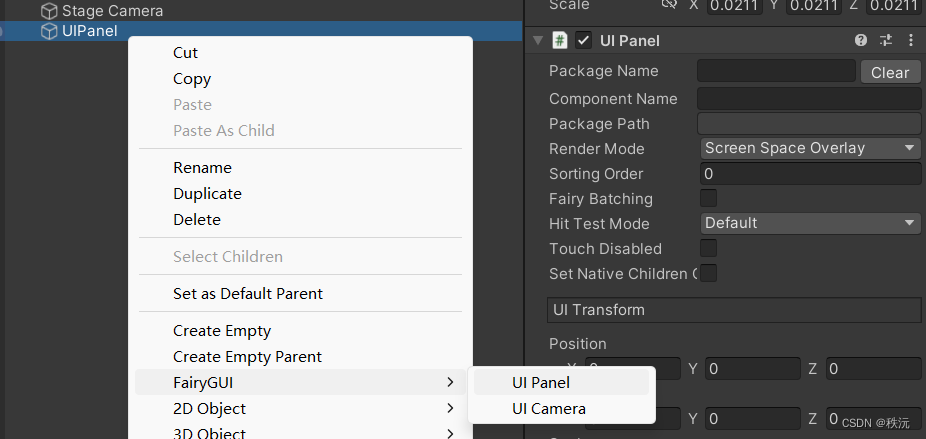 Stage Camera
UIPanel
Cut
Copy
Paste
Paste As Child
Rename
Duplicate
Delete
Select Children
Set as Default Parent
Create Empty
Create Empty Parent
FairyGUI
2D Object
3D Object
UI Panel
UI Camera
Scale X 0.0211 Y 0.0211 Z 0.0211
# UI Panel
Package Name Clear
Component Name
Package Path
Render Mode Screen Space Overlay
Sorting Order 0
Fairy Batching
Hit Test Mode Default
Touch Disabled
Set Native Children
UI Transform
Position
X 0 Y 0 Z 0
0 Y 0 Z 0
CSDN @秩沅